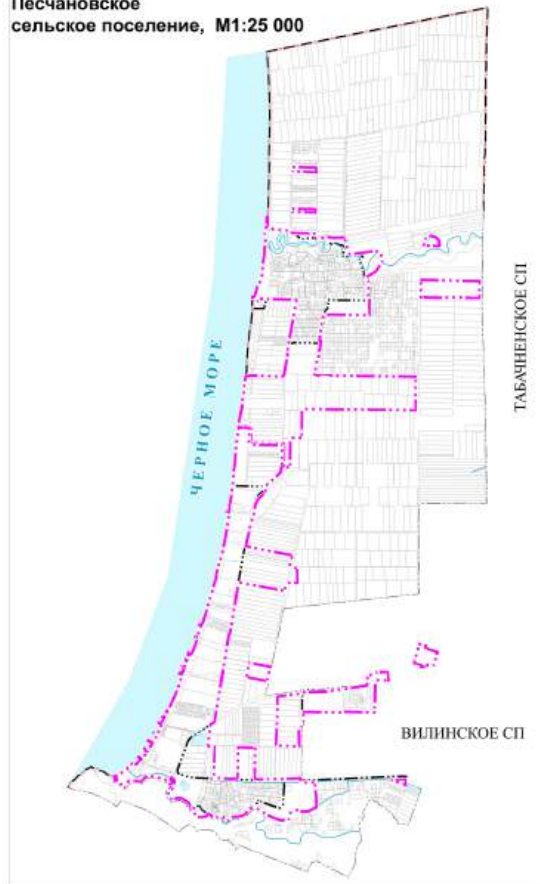 Песчановское
сельское поселение, М1:25 000
ТАБАЧНЕНСКОЕ СП
ЧЕРНОЕ МОРЕ
ВИЛИНСКОЕ СП